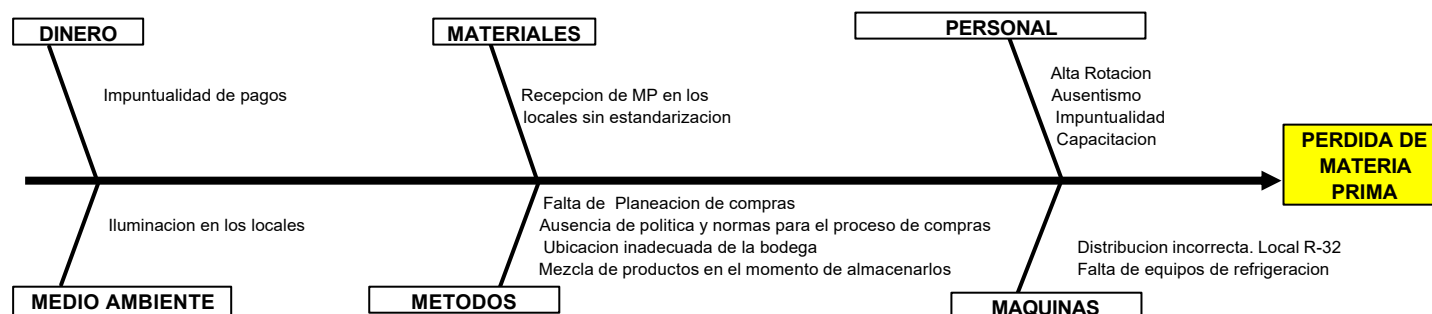 DINERO
MATERIALES
PERSONAL
Impuntualidad de pagos
Recepcion de MP en los
locales sin estandarizacion
Alta Rotacion
Ausentismo
Impuntualidad
Capacitacion
PERDIDA DE
MATERIA
PRIMA
Iluminacion en los locales
Falta de Planeacion de compras
Ausencia de politica y normas para el proceso de compras
Ubicacion inadecuada de la bodega
Mezcla de productos en el momento de almacenarlos
Distribucion incorrecta. Local R-32
Falta de equipos de refrigeracion
MEDIO AMBIENTE
METODOS
MAQUINAS